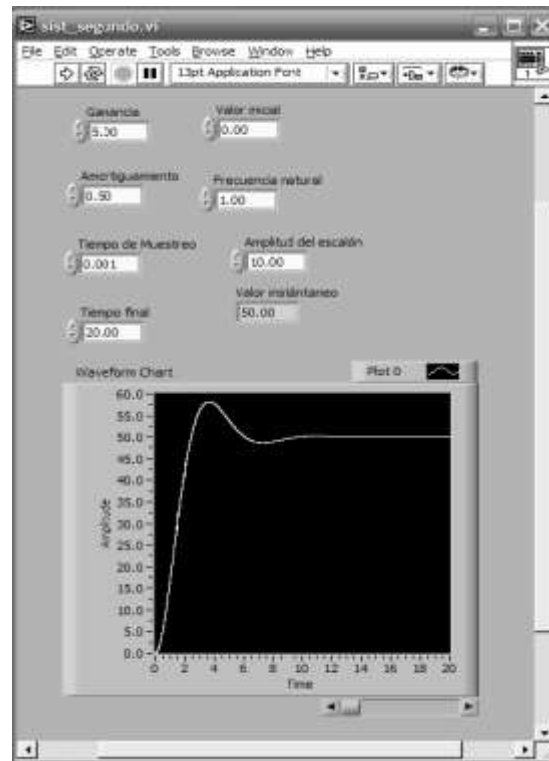 sist_segundo.vi
File Edit Operate Tools Browse Window Help
13pt Application Font
1
Ganancia Valor inicial
5.00 0.00
Amortiguamiento Frecuencia natural
0.50 1.00
Tiempo de Muestreo Amplitud del escalón
0.001 10.00
Tiempo final Valor instántaneo
20.00 50.00
Waveform Chart Plot 0
60.0
55.0
50.0
45.0
40.0
35.0
30.0
25.0
20.0
15.0
10.0
5.0
0.0
Amplitude
0 2 4 6 8 10 12 14 16 18 20
Time